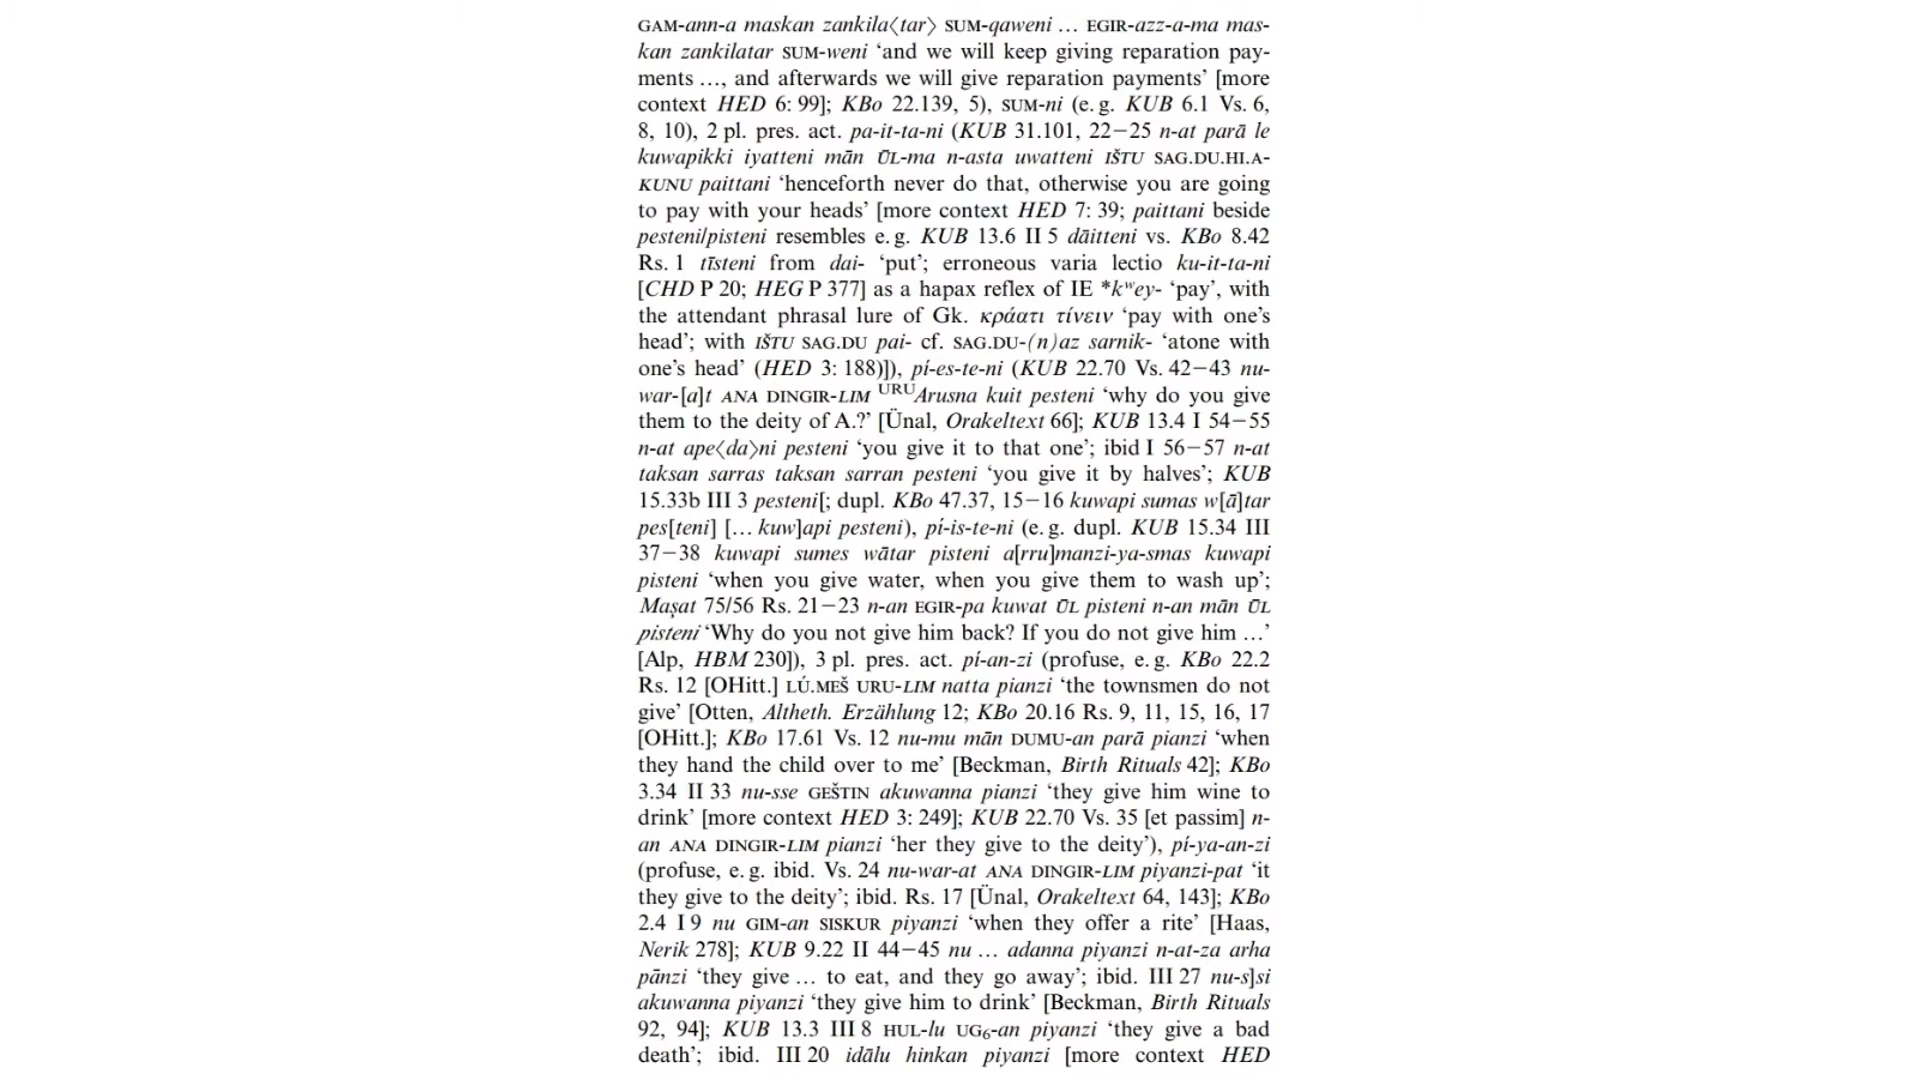 GAM-ann-a maskan zankila〈tar〉 SUM-qaweni … EGIR-azz-a-ma mas-
kan zankilatar SUM-weni ‘and we will keep giving reparation pay-
ments …, and afterwards we will give reparation payments’ [more
context HED 6: 99]; KBo 22.139, 5), SUM-ni (e. g. KUB 6.1 Vs. 6,
8, 10), 2 pl. pres. act. pa-it-ta-ni (KUB 31.101, 22–25 n-at parā le
kuwapikki iyatteni mān ŪL-ma n-asta uwatteni IŠTU SAG.DU.HI.A-
KUNU paittani ‘henceforth never do that, otherwise you are going
to pay with your heads’ [more context HED 7: 39; paittani beside
pesteni/pisteni resembles e. g. KUB 13.6 II 5 dāitteni vs. KBo 8.42
Rs. 1 tīsteni from dai- ‘put’; erroneous varia lectio ku-it-ta-ni
[CHD P 20; HEG P 377] as a hapax reflex of IE *kʷey- ‘pay’, with
the attendant phrasal lure of Gk. κράατι τίνειν ‘pay with one’s
head’; with IŠTU SAG.DU pai- cf. SAG.DU-(n)az sarnik- ‘atone with
one’s head’ (HED 3: 188)]), pí-es-te-ni (KUB 22.70 Vs. 42–43 nu-
war-[a]t ANA DINGIR-LIM URUArusna kuit pesteni ‘why do you give
them to the deity of A.?’ [Ünal, Orakeltext 66]; KUB 13.4 I 54–55
n-at ape〈da〉ni pesteni ‘you give it to that one’; ibid I 56–57 n-at
taksan sarras taksan sarran pesteni ‘you give it by halves’; KUB
15.33b III 3 pesteni[; dupl. KBo 47.37, 15–16 kuwapi sumas w[ā]tar
pes[teni] [… kuw]api pesteni), pí-is-te-ni (e. g. dupl. KUB 15.34 III
37–38 kuwapi sumes wātar pisteni a[rru]manzi-ya-smas kuwapi
pisteni ‘when you give water, when you give them to wash up’;
Maşat 75/56 Rs. 21–23 n-an EGIR-pa kuwat ŪL pisteni n-an mān ŪL
pisteni ‘Why do you not give him back? If you do not give him …’
[Alp, HBM 230]), 3 pl. pres. act. pí-an-zi (profuse, e. g. KBo 22.2
Rs. 12 [OHitt.] LÚ.MEŠ URU-LIM natta pianzi ‘the townsmen do not
give’ [Otten, Altheth. Erzählung 12; KBo 20.16 Rs. 9, 11, 15, 16, 17
[OHitt.]; KBo 17.61 Vs. 12 nu-mu mān DUMU-an parā pianzi ‘when
they hand the child over to me’ [Beckman, Birth Rituals 42]; KBo
3.34 II 33 nu-sse GEŠTIN akuwanna pianzi ‘they give him wine to
drink’ [more context HED 3: 249]; KUB 22.70 Vs. 35 [et passim] n-
an ANA DINGIR-LIM pianzi ‘her they give to the deity’), pí-ya-an-zi
(profuse, e. g. ibid. Vs. 24 nu-war-at ANA DINGIR-LIM piyanzi-pat ‘it
they give to the deity’; ibid. Rs. 17 [Ünal, Orakeltext 64, 143]; KBo
2.4 I 9 nu GIM-an SISKUR piyanzi ‘when they offer a rite’ [Haas,
Nerik 278]; KUB 9.22 II 44–45 nu … adanna piyanzi n-at-za arha
pānzi ‘they give … to eat, and they go away’; ibid. III 27 nu-s]si
akuwanna piyanzi ‘they give him to drink’ [Beckman, Birth Rituals
92, 94]; KUB 13.3 III 8 HUL-lu UG₆-an piyanzi ‘they give a bad
death’; ibid. III 20 idālu hinkan piyanzi [more context HED